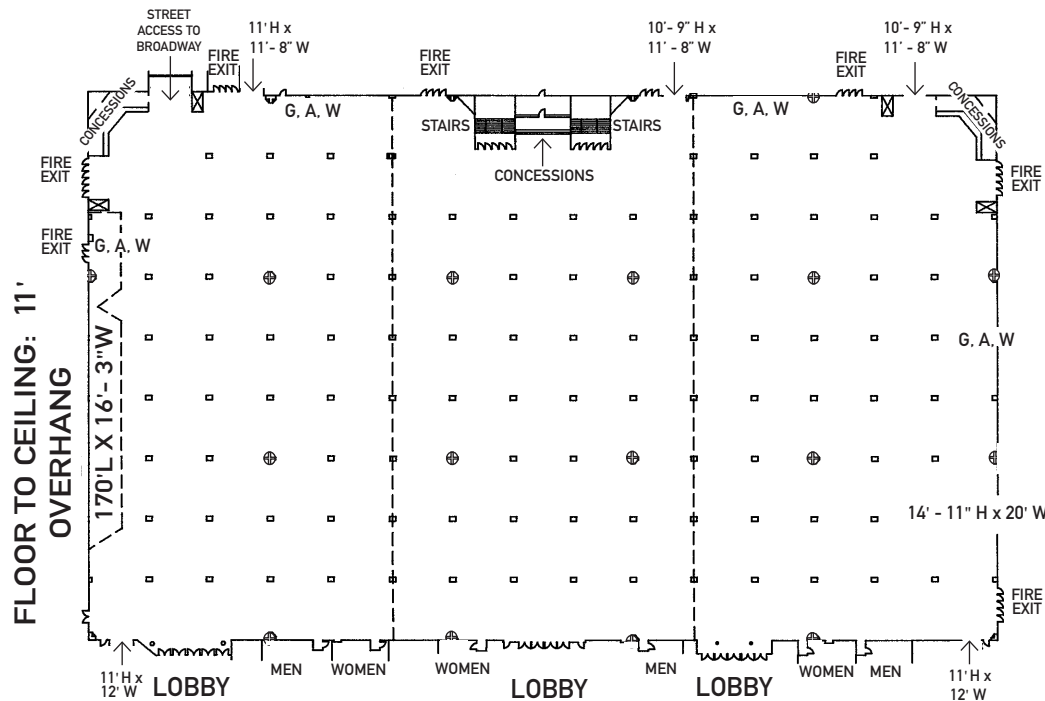 STREET
ACCESS TO
BROADWAY
11' H x
11' - 8" W
10' - 9" H x
11' - 8" W
10' - 9" H x
11' - 8" W
FIRE
EXIT
FIRE
EXIT
FIRE
EXIT
CONCESSIONS
G, A, W
STAIRS
STAIRS
CONCESSIONS
G, A, W
CONCESSIONS
FIRE
EXIT
FIRE
EXIT
FIRE
EXIT
G, A, W
FLOOR TO CEILING: 11'
OVERHANG
170'L X 16'- 3"W
G, A, W
14' - 11" H x 20' W
FIRE
EXIT
11' H x
12' W
LOBBY
MEN
WOMEN
WOMEN
LOBBY
MEN
LOBBY
WOMEN
MEN
11' H x
12' W